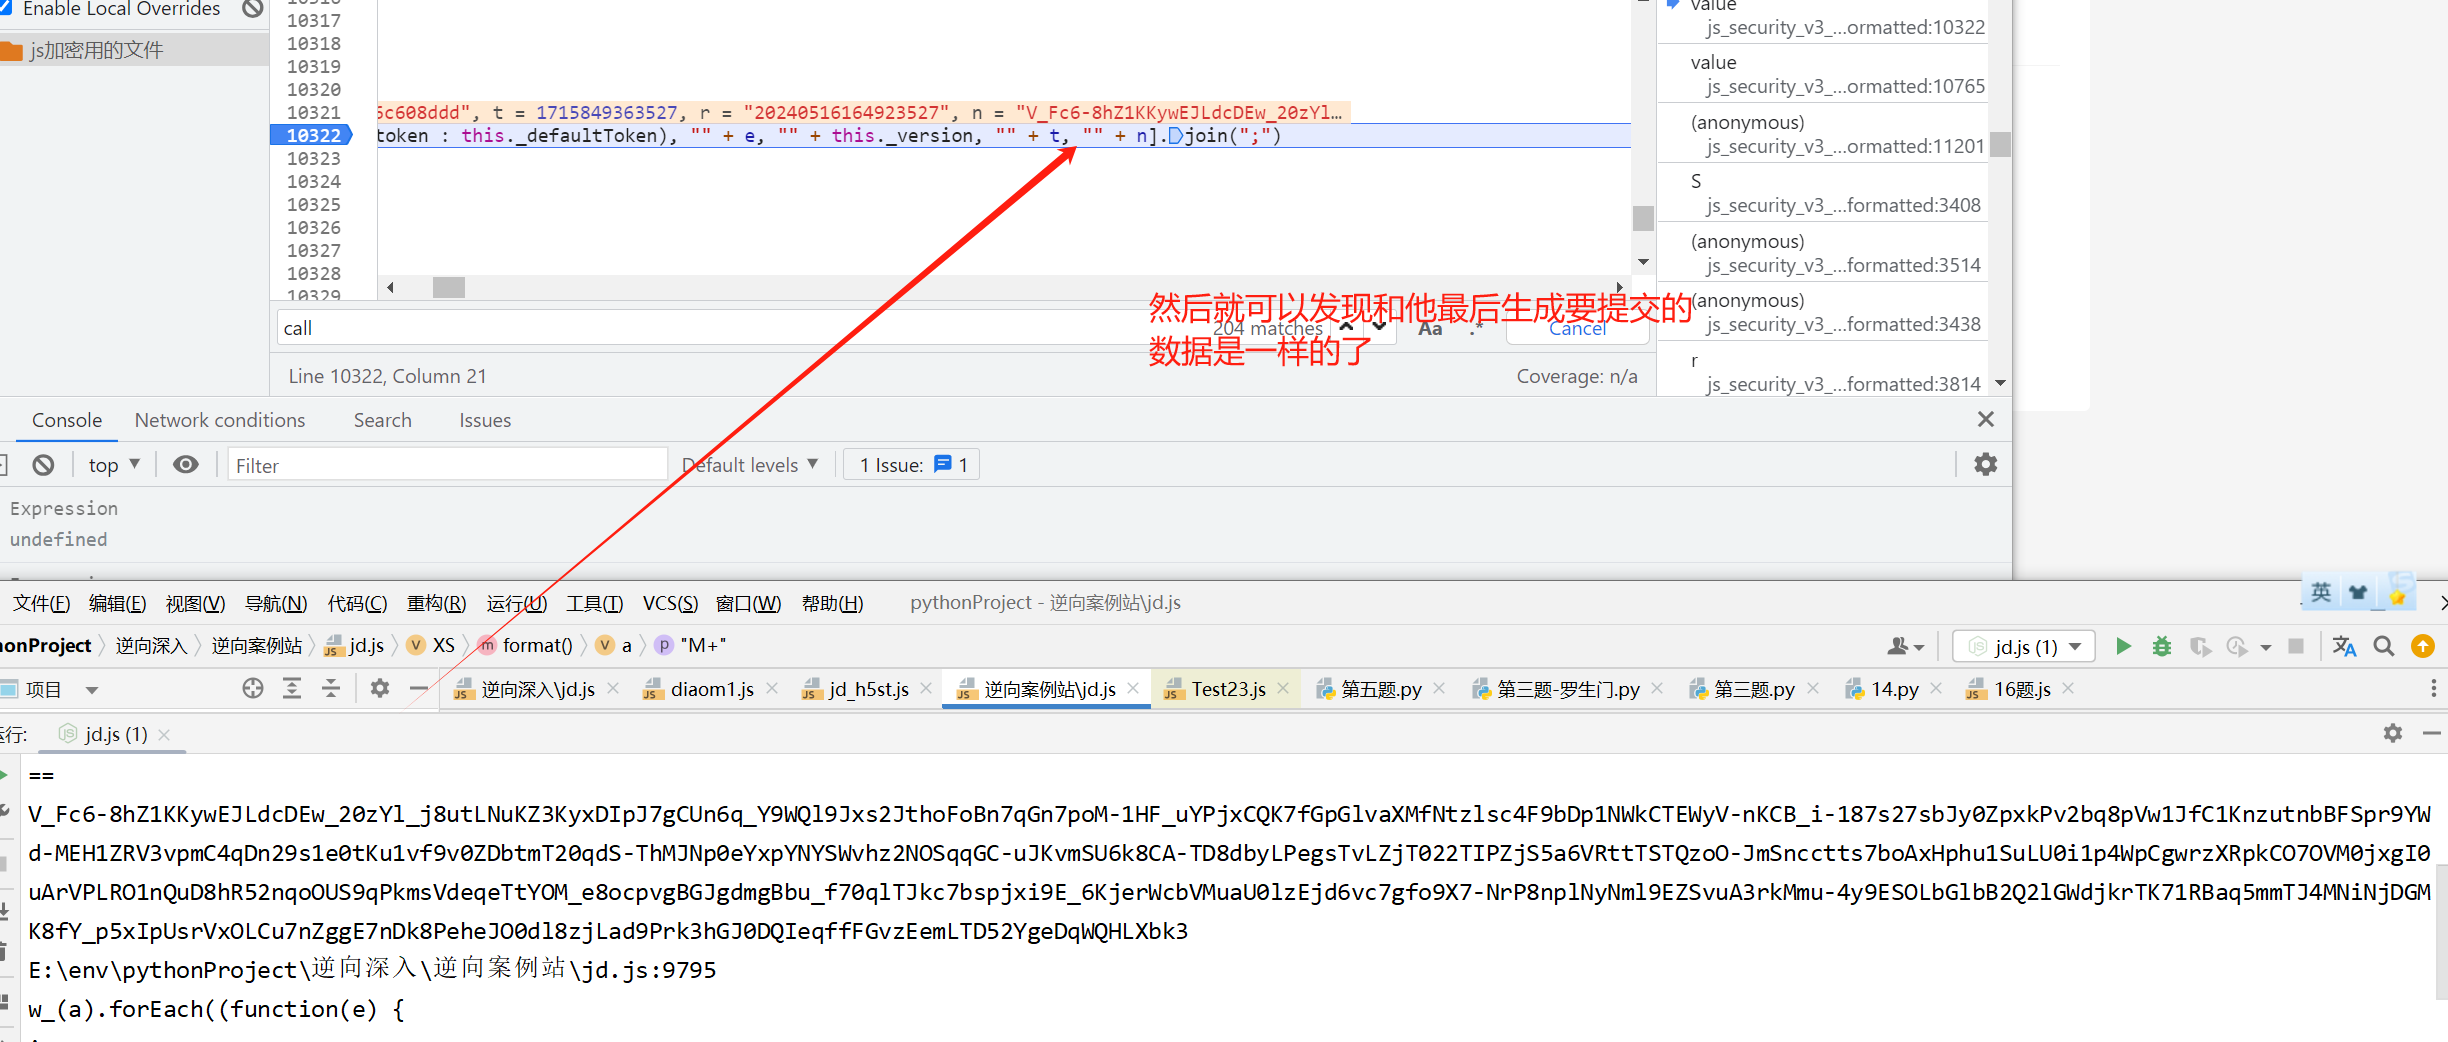 Enable Local Overrides
js加密用的文件
10317
10318
10319
10320
10321 6c608ddd", t = 1715849363527, r = "20240516164923527", n = "V_Fc6-8hZ1KKywEJLdcDEw_20zYl…
10322 token : this._defaultToken), "" + e, "" + this._version, "" + t, "" + n].join(";")
10323
10324
10325
10326
10327
10328
10329
value
js_security_v3_…ormatted:10322
value
js_security_v3_…ormatted:10765
(anonymous)
js_security_v3_…ormatted:11201
S
js_security_v3_…formatted:3408
(anonymous)
js_security_v3_…formatted:3514
(anonymous)
js_security_v3_…formatted:3438
r
js_security_v3_…formatted:3814
然后就可以发现和他最后生成要提交的
数据是一样的了
call 204 matches Aa .* Cancel
Line 10322, Column 21 Coverage: n/a
Console Network conditions Search Issues
top Filter Default levels 1 Issue: 1
Expression
undefined
英
文件(F) 编辑(E) 视图(V) 导航(N) 代码(C) 重构(R) 运行(U) 工具(T) VCS(S) 窗口(W) 帮助(H) pythonProject - 逆向案例站\jd.js
honProject 逆向深入 逆向案例站 jd.js XS format() a "M+" jd.js (1)
项目 逆向深入\jd.js diaom1.js jd_h5st.js 逆向案例站\jd.js Test23.js 第五题.py 第三题-罗生门.py 第三题.py 14.py 16题.js
运行: jd.js (1)
==
V_Fc6-8hZ1KKywEJLdcDEw_20zYl_j8utLNuKZ3KyxDIpJ7gCUn6q_Y9WQl9Jxs2JthoFoBn7qGn7poM-1HF_uYPjxCQK7fGpGlvaXMfNtzlsc4F9bDp1NWkCTEWyV-nKCB_i-187s27sbJy0ZpxkPv2bq8pVw1JfC1KnzutnbBFSpr9YW
d-MEH1ZRV3vpmC4qDn29s1e0tKu1vf9v0ZDbtmT20qdS-ThMJNp0eYxpYNYSWvhz2NOSqqGC-uJKvmSU6k8CA-TD8dbyLPegsTvLZjT022TIPZjS5a6VRttTSTQzoO-JmSncctts7boAxHphu1SuLU0i1p4WpCgwrzXRpkCO7OVM0jxgI0
uArVPLRO1nQuD8hR52nqoOUS9qPkmsVdeqeTtYOM_e8ocpvgBGJgdmgBbu_f70qlTJkc7bspjxi9E_6KjerWcbVMuaU0lzEjd6vc7gfo9X7-NrP8nplNyNml9EZSvuA3rkMmu-4y9ESOLbGlbB2Q2lGWdjkrTK71RBaq5mmTJ4MNiNjDGM
K8fY_p5xIpUsrVxOLCu7nZggE7nDk8PeheJO0dl8zjLad9Prk3hGJ0DQIeqffFGvzEemLTD52YgeDqWQHLXbk3
E:\env\pythonProject\逆向深入\逆向案例站\jd.js:9795
w_(a).forEach((function(e) {